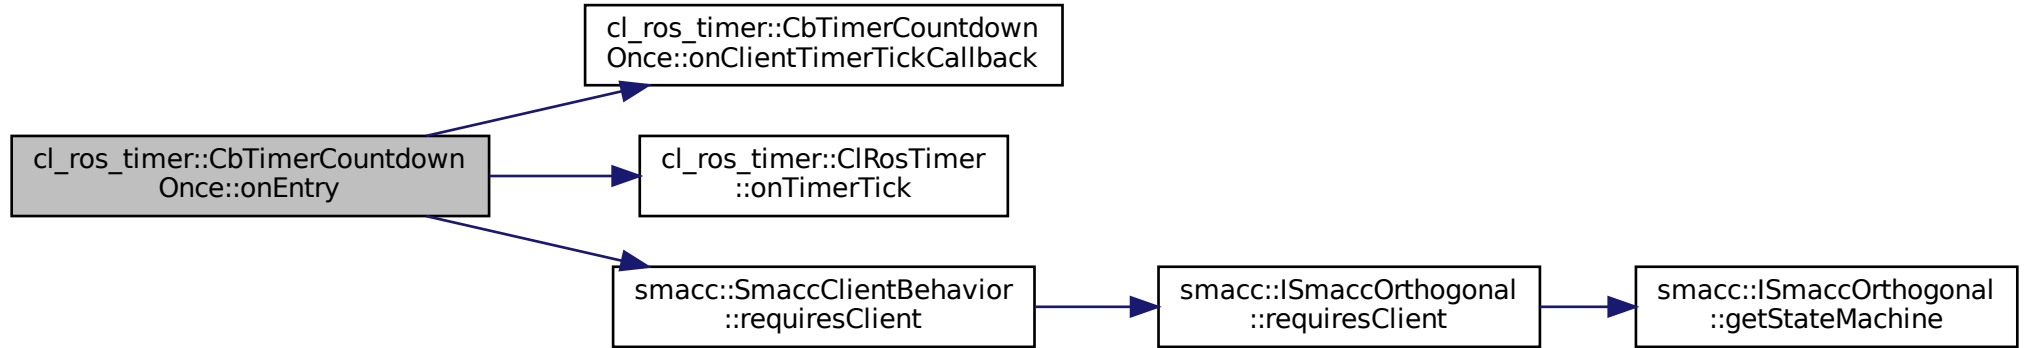 cl_ros_timer::CbTimerCountdown
Once::onClientTimerTickCallback
cl_ros_timer::CbTimerCountdown
Once::onEntry
cl_ros_timer::ClRosTimer
::onTimerTick
smacc::SmaccClientBehavior
::requiresClient
smacc::ISmaccOrthogonal
::requiresClient
smacc::ISmaccOrthogonal
::getStateMachine